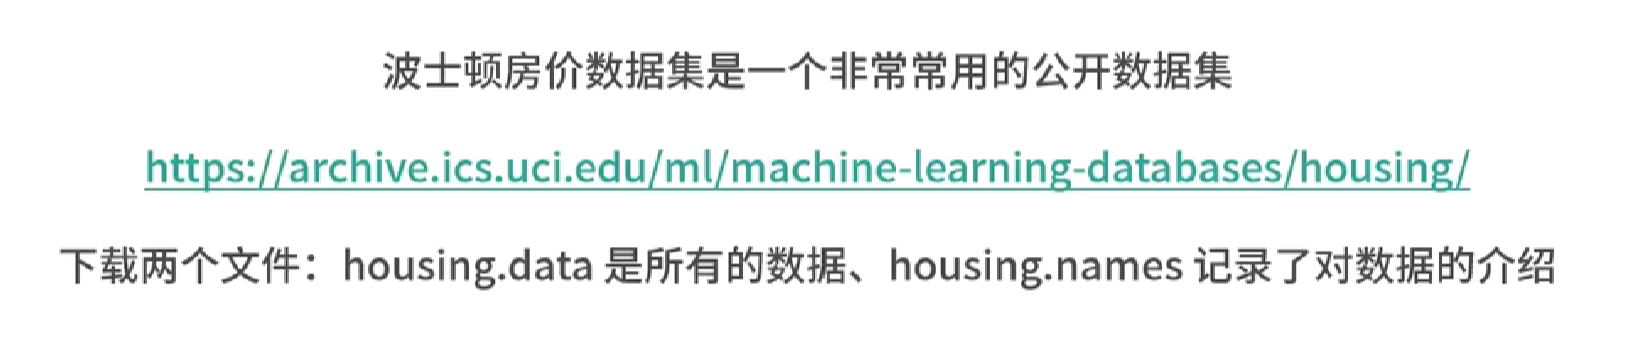 波士顿房价数据集是一个非常常用的公开数据集
https://archive.ics.uci.edu/ml/machine-learning-databases/housing/
下载两个文件：housing.data 是所有的数据、housing.names 记录了对数据的介绍